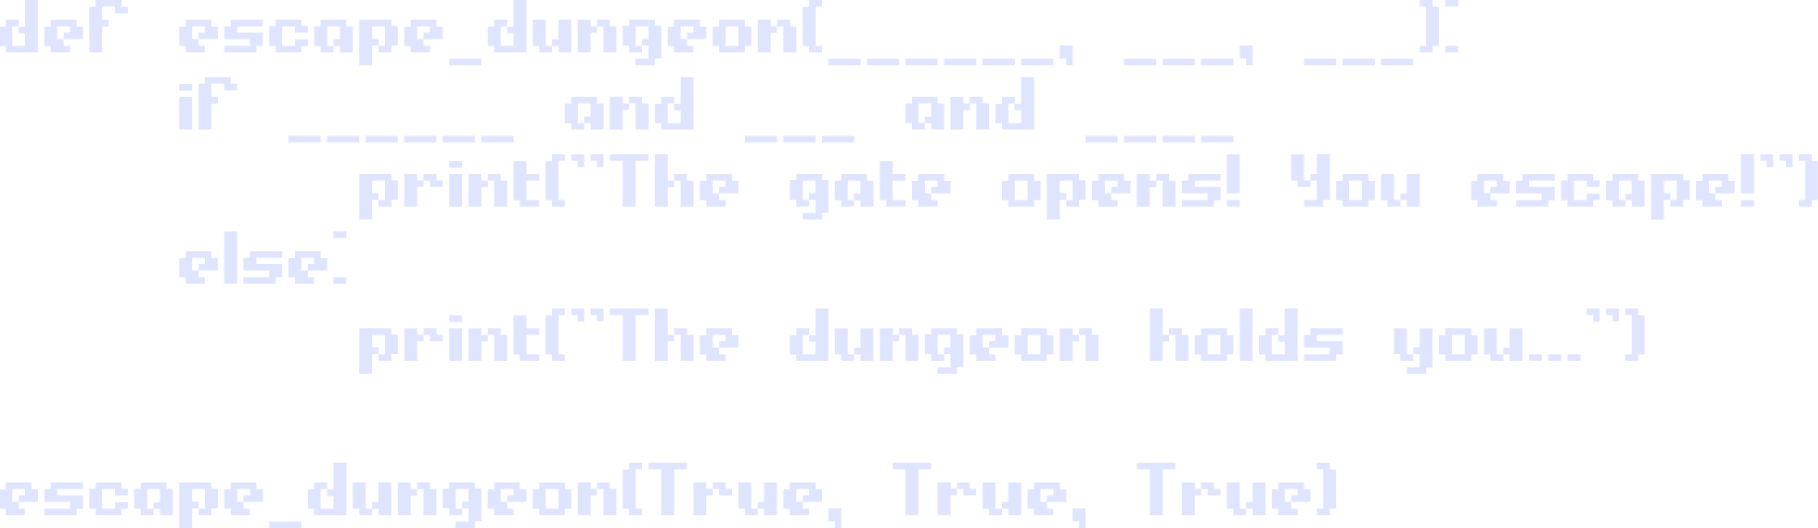 def escape_dungeon(______, ___, ___):
    if ______ and ___ and ____
        print("The gate opens! You escape!")
    else:
        print("The dungeon holds you...")
escape_dungeon(True, True, True)